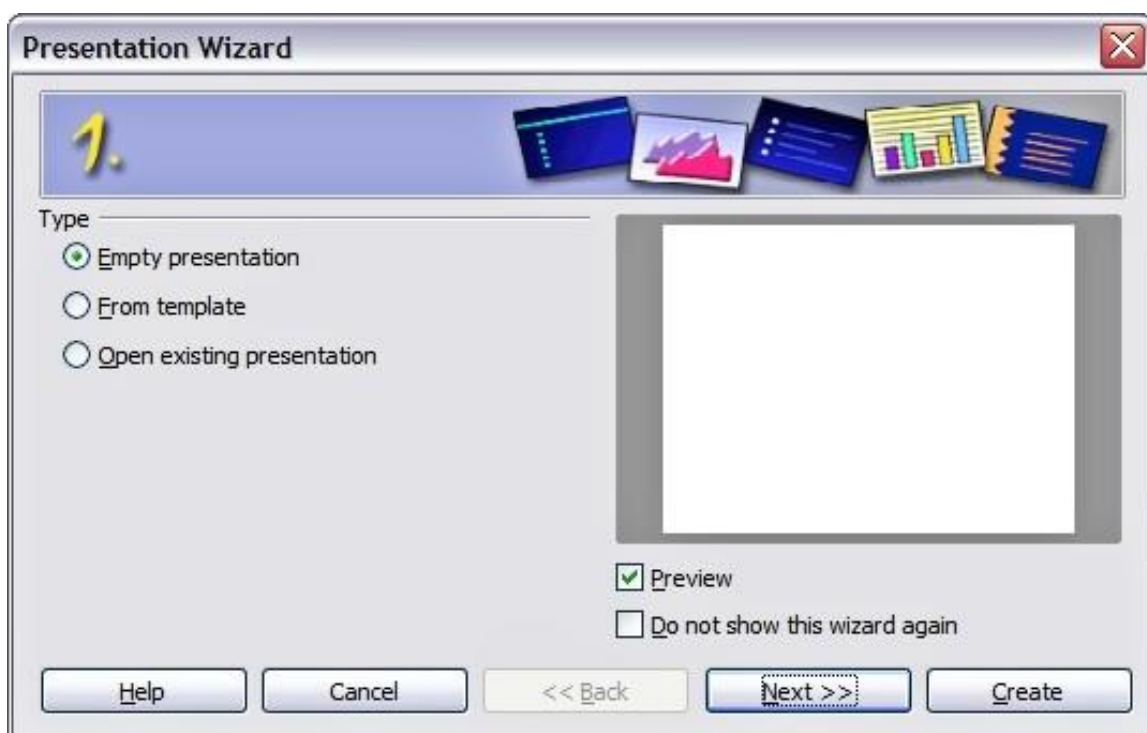 Presentation Wizard
1.
Type
Empty presentation
From template
Open existing presentation
Preview
Do not show this wizard again
Help
Cancel
<< Back
Next >>
Create